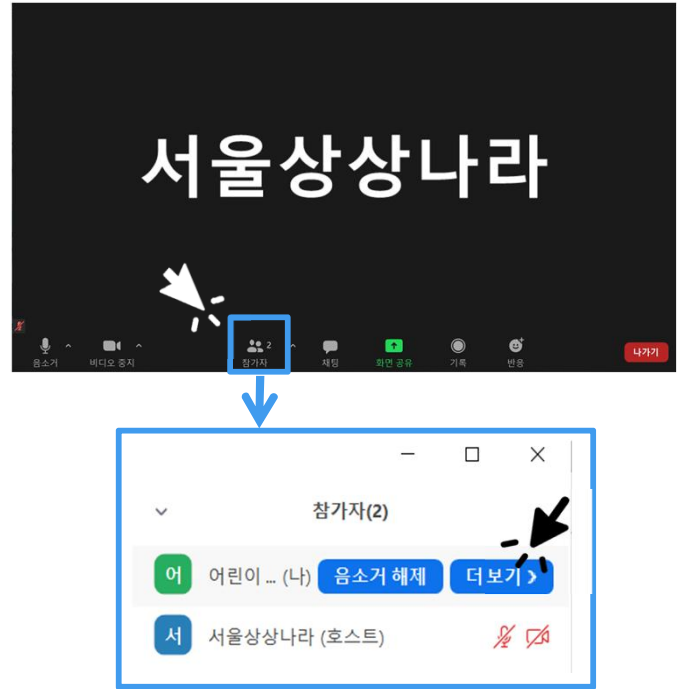 서울상상나라
2
음소거
비디오 중지
참가자
채팅
화면 공유
기록
반응
나가기
참가자(2)
어 어린이 ... (나) 음소거 해제 더 보기 >
서 서울상상나라 (호스트)